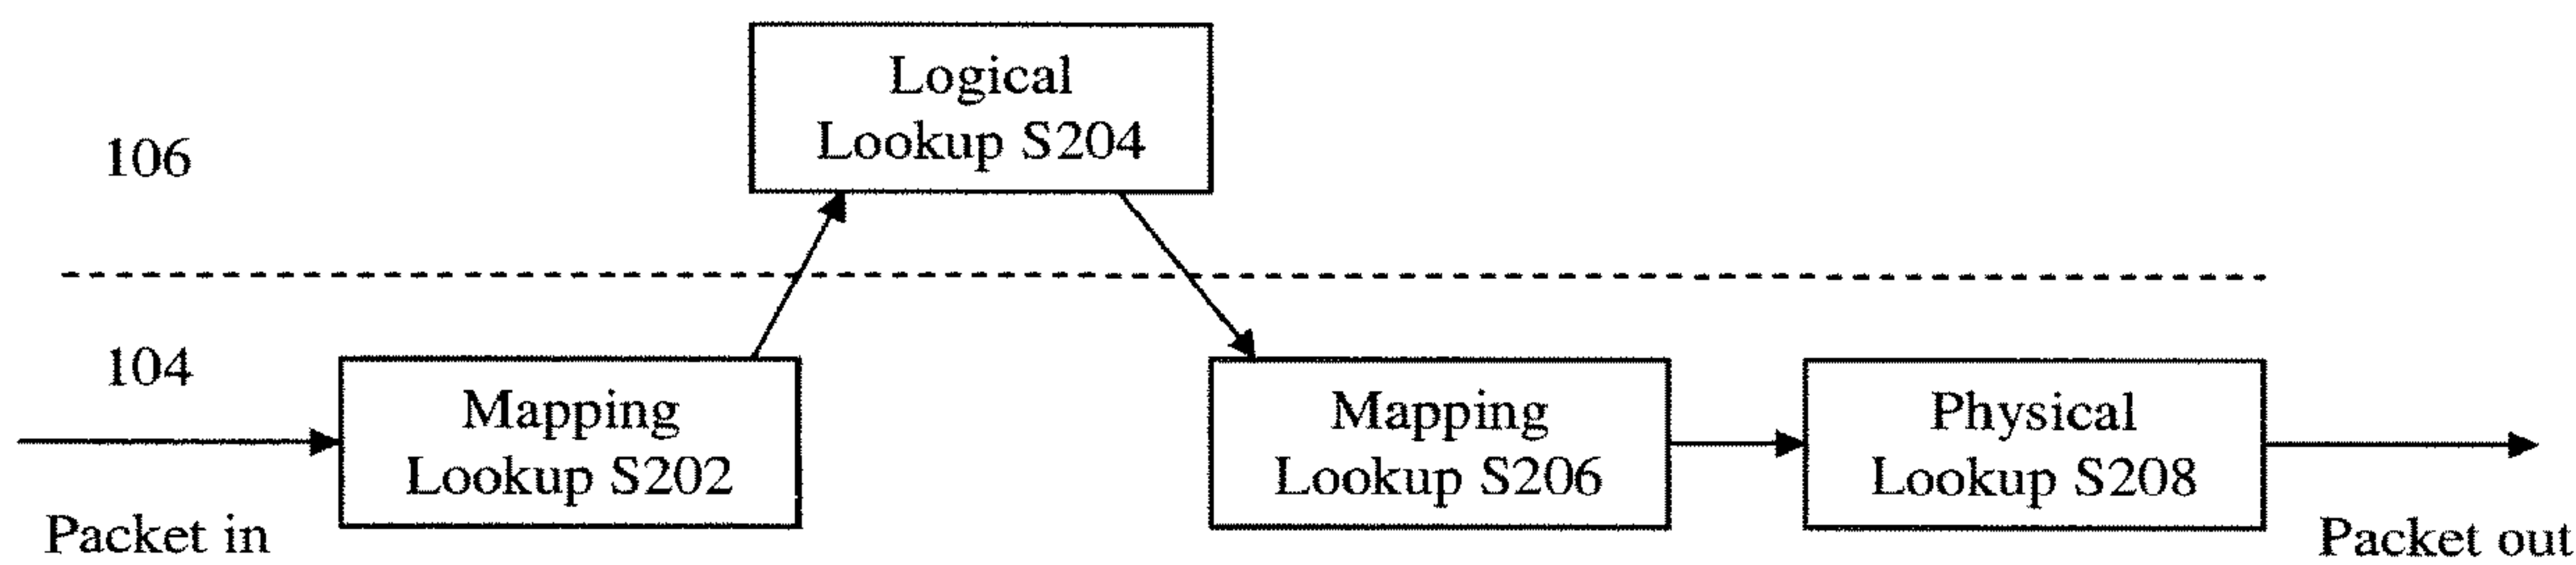 Logical
Lookup S204
106
104
Mapping
Lookup S202
Mapping
Lookup S206
Physical
Lookup S208
Packet in
Packet out